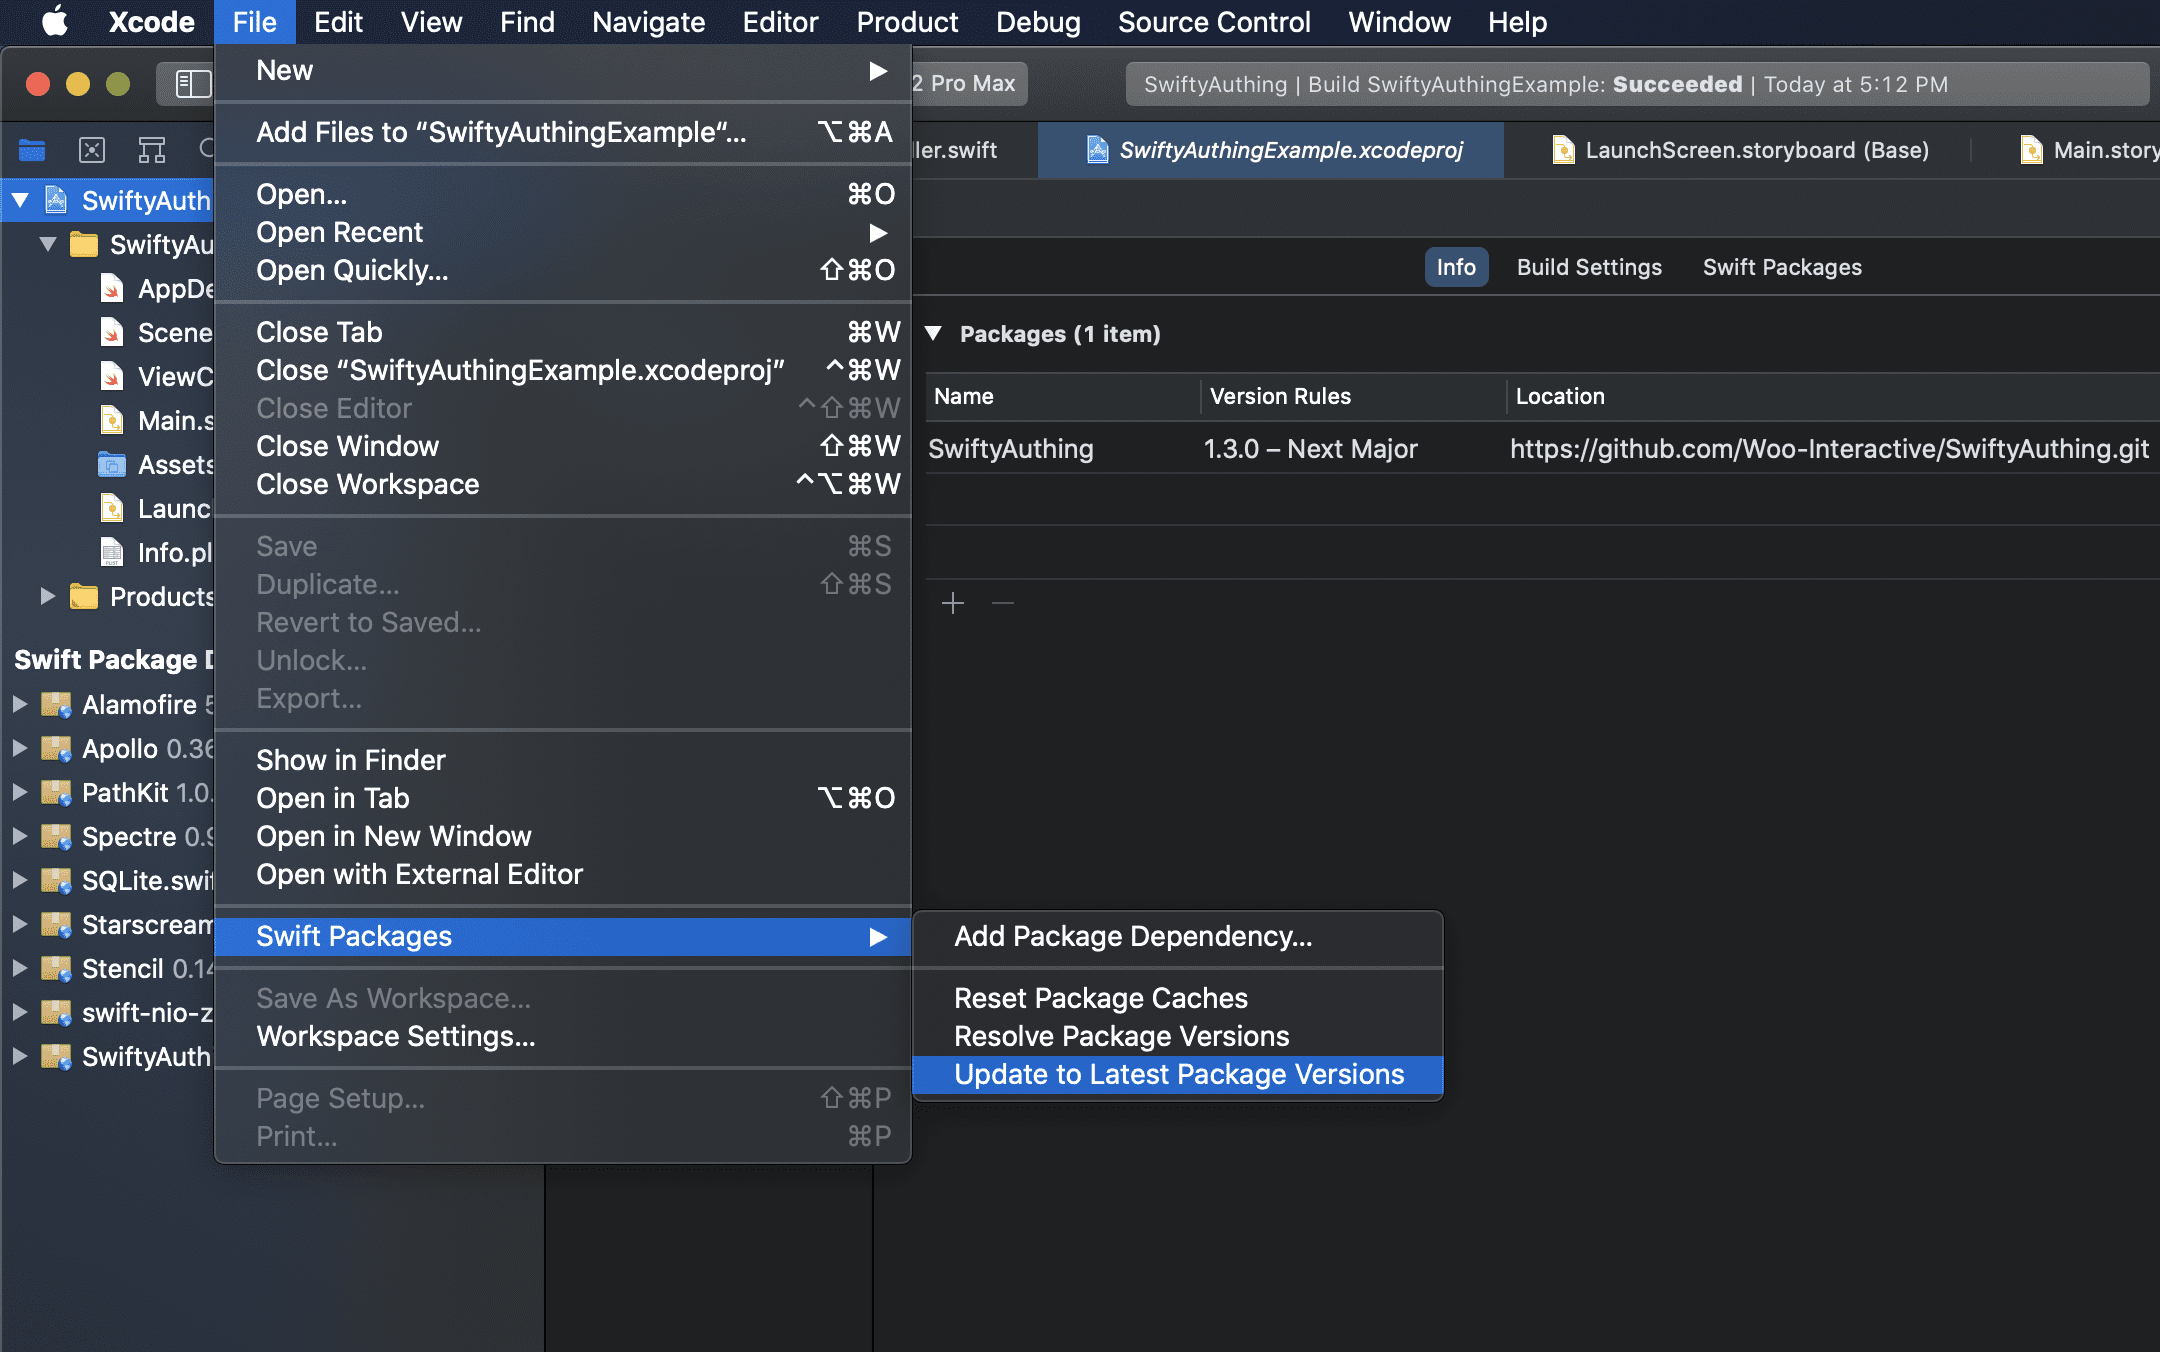 Xcode File Edit View Find Navigate Editor Product Debug Source Control Window Help
2 Pro Max
SwiftyAuthing | Build SwiftyAuthingExample: Succeeded | Today at 5:12 PM
ller.swift
SwiftyAuthingExample.xcodeproj
LaunchScreen.storyboard (Base)
Main.story
SwiftyAuth
SwiftyAu
AppDe
Scene
ViewC
Main.s
Assets
Launc
Info.pl
Products
Swift Package D
Alamofire 5
Apollo 0.36
PathKit 1.0.
Spectre 0.9
SQLite.swif
Starscream
Stencil 0.14
swift-nio-z
SwiftyAuth
New
Add Files to “SwiftyAuthingExample“... ⌥⌘A
Open... ⌘O
Open Recent
Open Quickly... ⇧⌘O
Close Tab ⌘W
Close “SwiftyAuthingExample.xcodeproj” ^⌘W
Close Editor ^⇧⌘W
Close Window ⇧⌘W
Close Workspace ^⌥⌘W
Save ⌘S
Duplicate... ⇧⌘S
Revert to Saved...
Unlock...
Export...
Show in Finder
Open in Tab ⌥⌘O
Open in New Window
Open with External Editor
Swift Packages
Save As Workspace...
Workspace Settings...
Page Setup... ⇧⌘P
Print... ⌘P
Add Package Dependency...
Reset Package Caches
Resolve Package Versions
Update to Latest Package Versions
Info Build Settings Swift Packages
Packages (1 item)
Name Version Rules Location
SwiftyAuthing 1.3.0 – Next Major https://github.com/Woo-Interactive/SwiftyAuthing.git